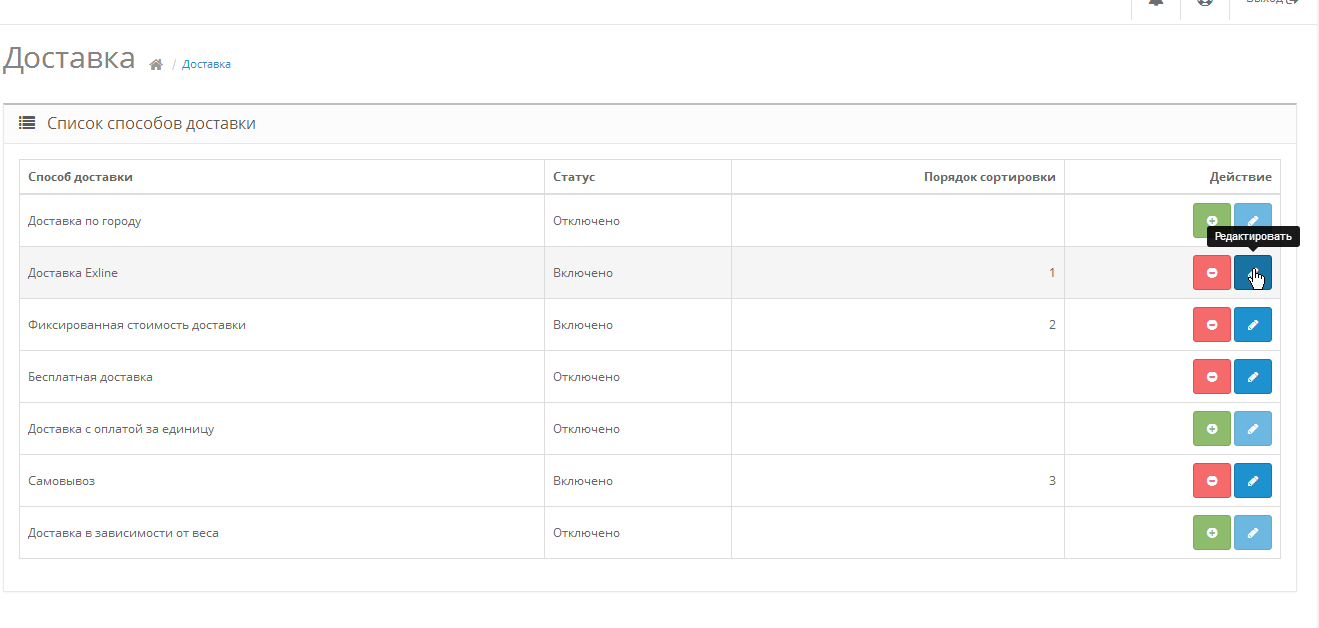 Выход
Доставка / Доставка
Список способов доставки
Способ доставки Статус Порядок сортировки Действие
Доставка по городу Отключено
Редактировать
Доставка Exline Включено 1
Фиксированная стоимость доставки Включено 2
Бесплатная доставка Отключено
Доставка с оплатой за единицу Отключено
Самовывоз Включено 3
Доставка в зависимости от веса Отключено